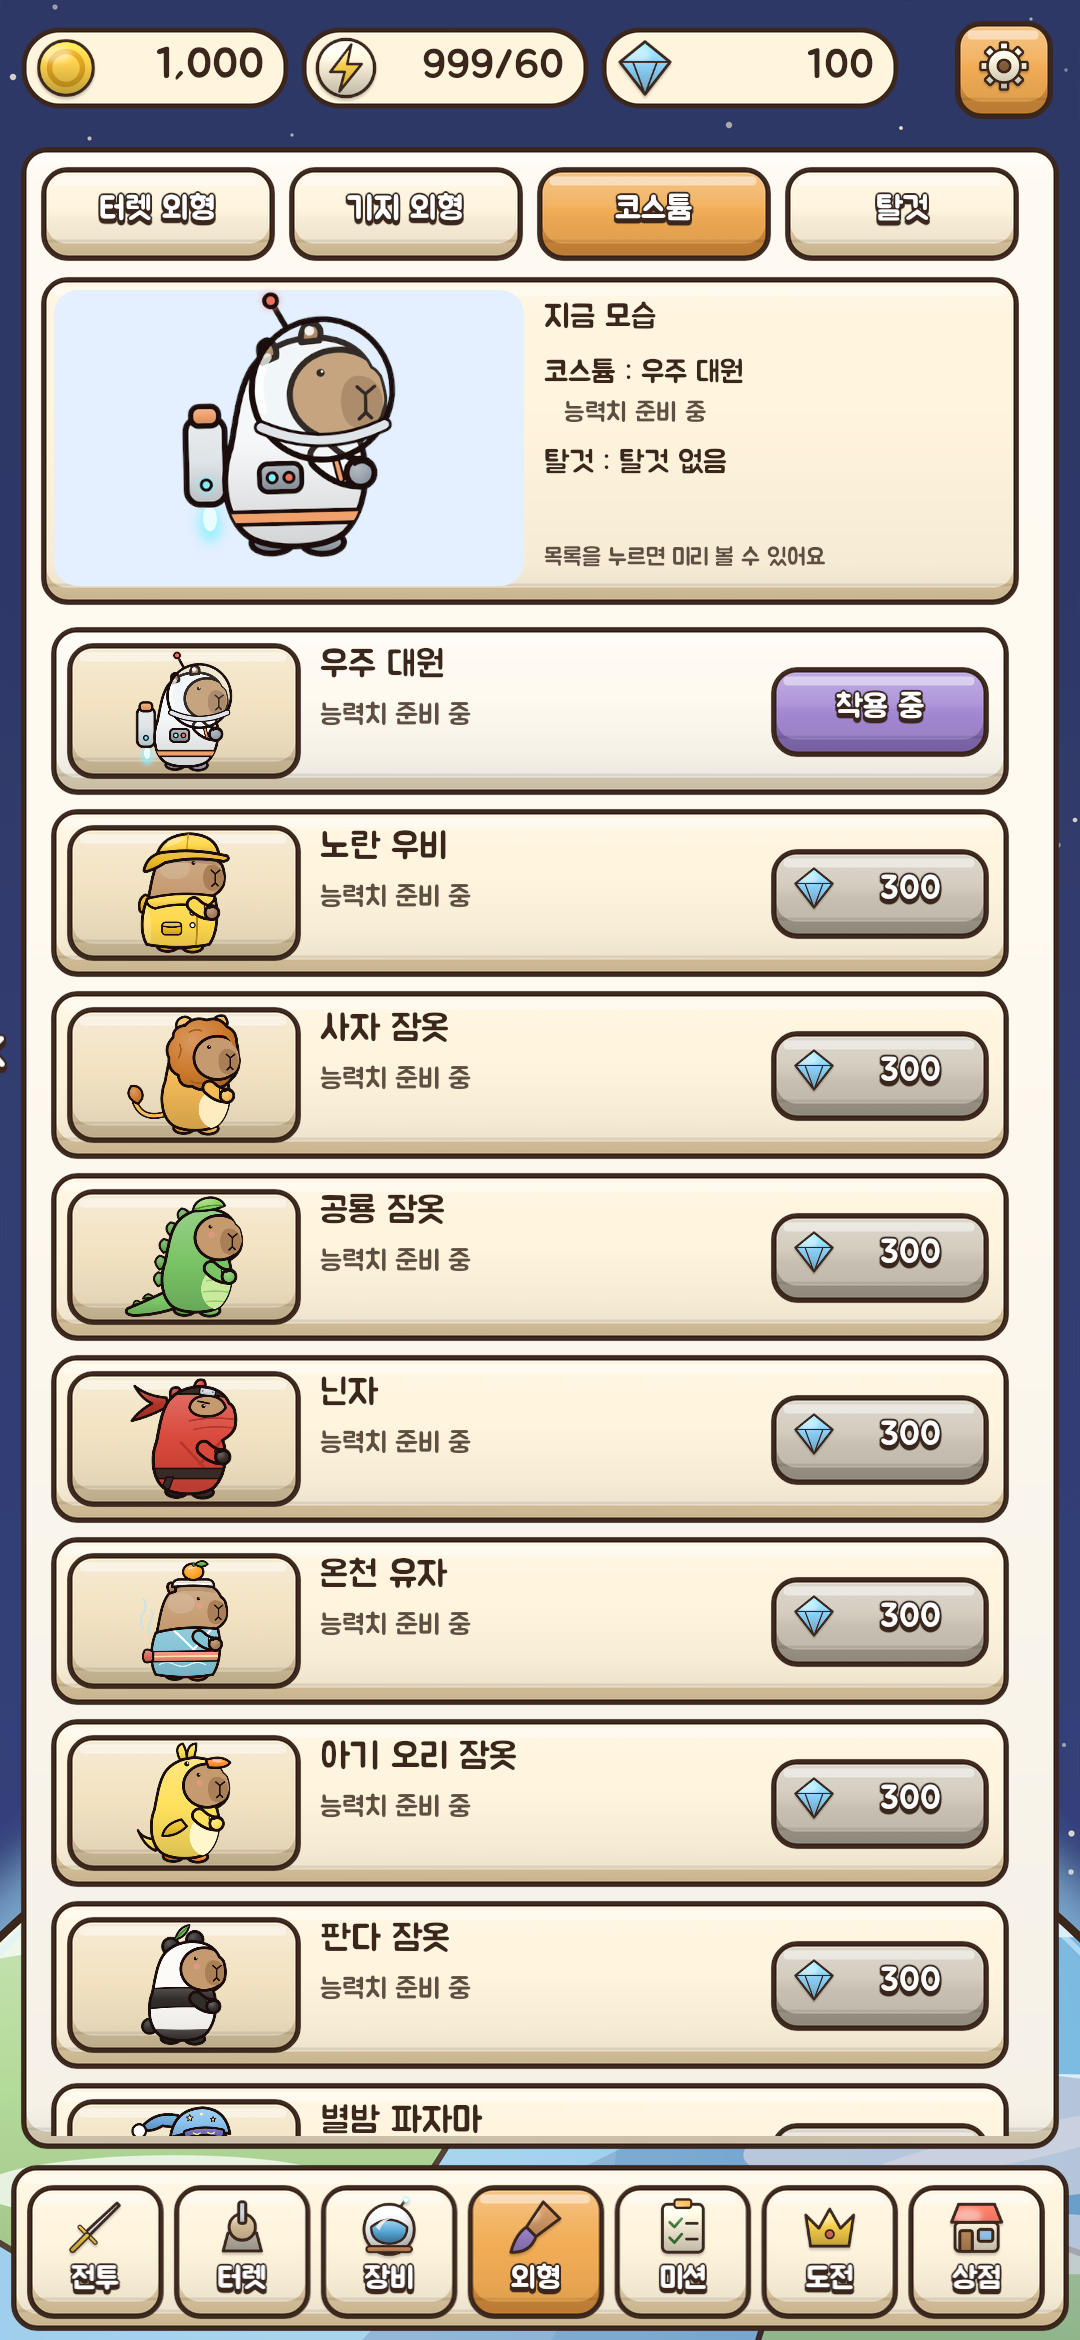 1,000
999/60
100
터렛 외형
기지 외형
코스튬
탈것
지금 모습
코스튬 : 우주 대원
능력치 준비 중
탈것 : 탈것 없음
목록을 누르면 미리 볼 수 있어요
우주 대원
능력치 준비 중
착용 중
노란 우비
능력치 준비 중
300
사자 잠옷
능력치 준비 중
300
공룡 잠옷
능력치 준비 중
300
닌자
능력치 준비 중
300
온천 유자
능력치 준비 중
300
아기 오리 잠옷
능력치 준비 중
300
판다 잠옷
능력치 준비 중
300
별밤 파자마
전투
터렛
장비
외형
미션
도전
상점